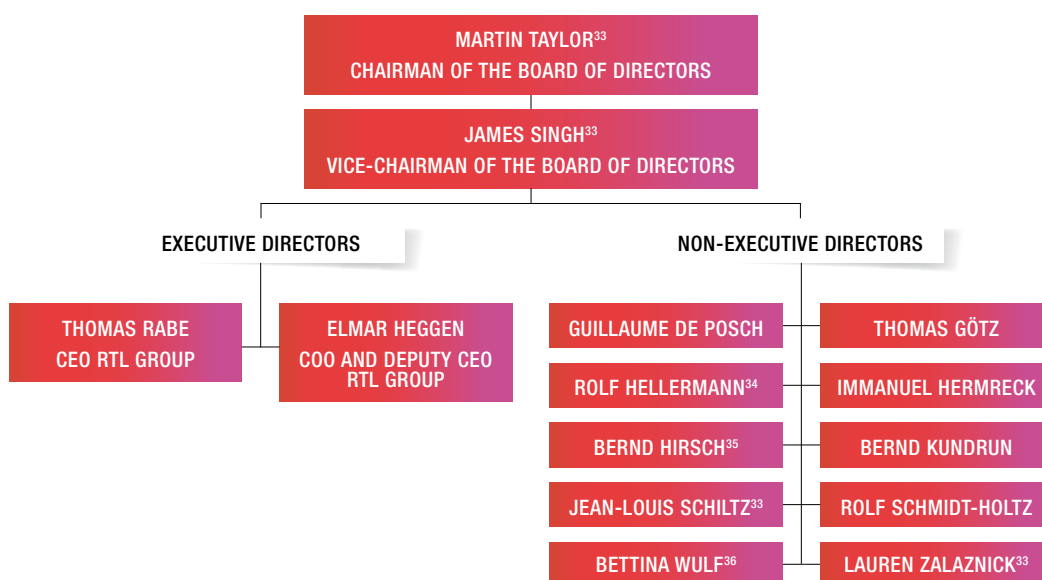 MARTIN TAYLOR³³
CHAIRMAN OF THE BOARD OF DIRECTORS
JAMES SINGH³³
VICE-CHAIRMAN OF THE BOARD OF DIRECTORS
EXECUTIVE DIRECTORS
NON-EXECUTIVE DIRECTORS
THOMAS RABE
CEO RTL GROUP
ELMAR HEGGEN
COO AND DEPUTY CEO
RTL GROUP
GUILLAUME DE POSCH
THOMAS GÖTZ
ROLF HELLERMANN³⁴
IMMANUEL HERMRECK
BERND HIRSCH³⁵
BERND KUNDRUN
JEAN-LOUIS SCHILTZ³³
ROLF SCHMIDT-HOLTZ
BETTINA WULF³⁶
LAUREN ZALAZNICK³³